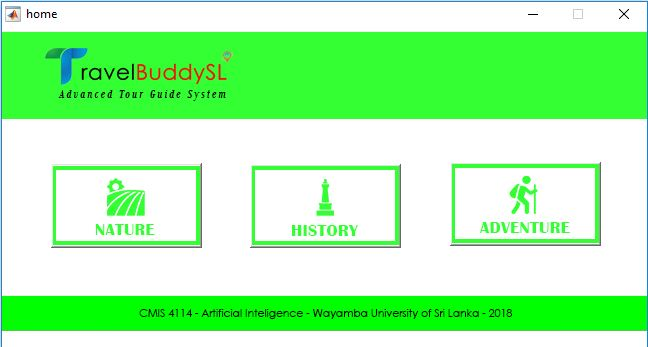 home
TravelBuddySL
Advanced Tour Guide System
NATURE
HISTORY
ADVENTURE
CMIS 4114 - Artificial Inteligence - Wayamba University of Sri Lanka - 2018